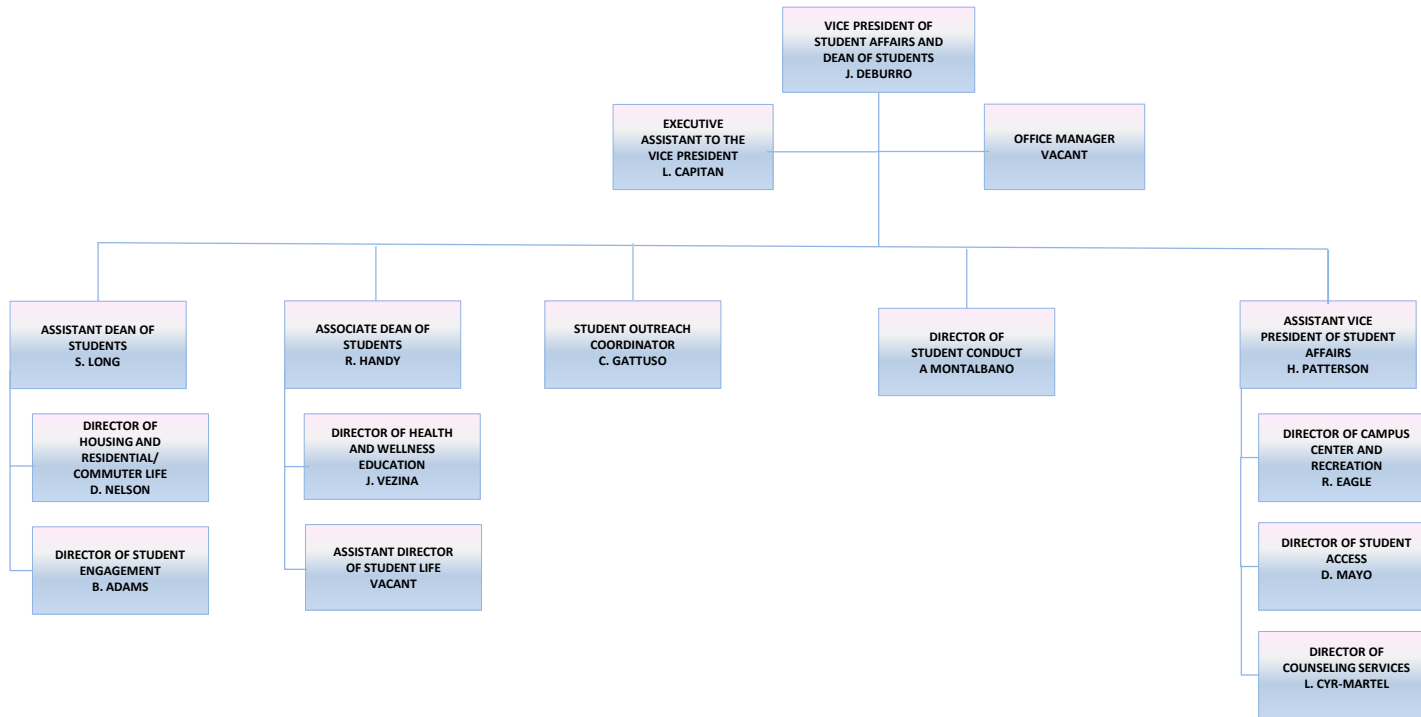 VICE PRESIDENT OF
STUDENT AFFAIRS AND
DEAN OF STUDENTS
J. DEBURRO
EXECUTIVE
ASSISTANT TO THE
VICE PRESIDENT
L. CAPITAN
OFFICE MANAGER
VACANT
ASSISTANT DEAN OF
STUDENTS
S. LONG
ASSOCIATE DEAN OF
STUDENTS
R. HANDY
STUDENT OUTREACH
COORDINATOR
C. GATTUSO
DIRECTOR OF
STUDENT CONDUCT
A MONTALBANO
ASSISTANT VICE
PRESIDENT OF STUDENT
AFFAIRS
H. PATTERSON
DIRECTOR OF
HOUSING AND
RESIDENTIAL/
COMMUTER LIFE
D. NELSON
DIRECTOR OF HEALTH
AND WELLNESS
EDUCATION
J. VEZINA
DIRECTOR OF CAMPUS
CENTER AND
RECREATION
R. EAGLE
DIRECTOR OF STUDENT
ENGAGEMENT
B. ADAMS
ASSISTANT DIRECTOR
OF STUDENT LIFE
VACANT
DIRECTOR OF STUDENT
ACCESS
D. MAYO
DIRECTOR OF
COUNSELING SERVICES
L. CYR-MARTEL